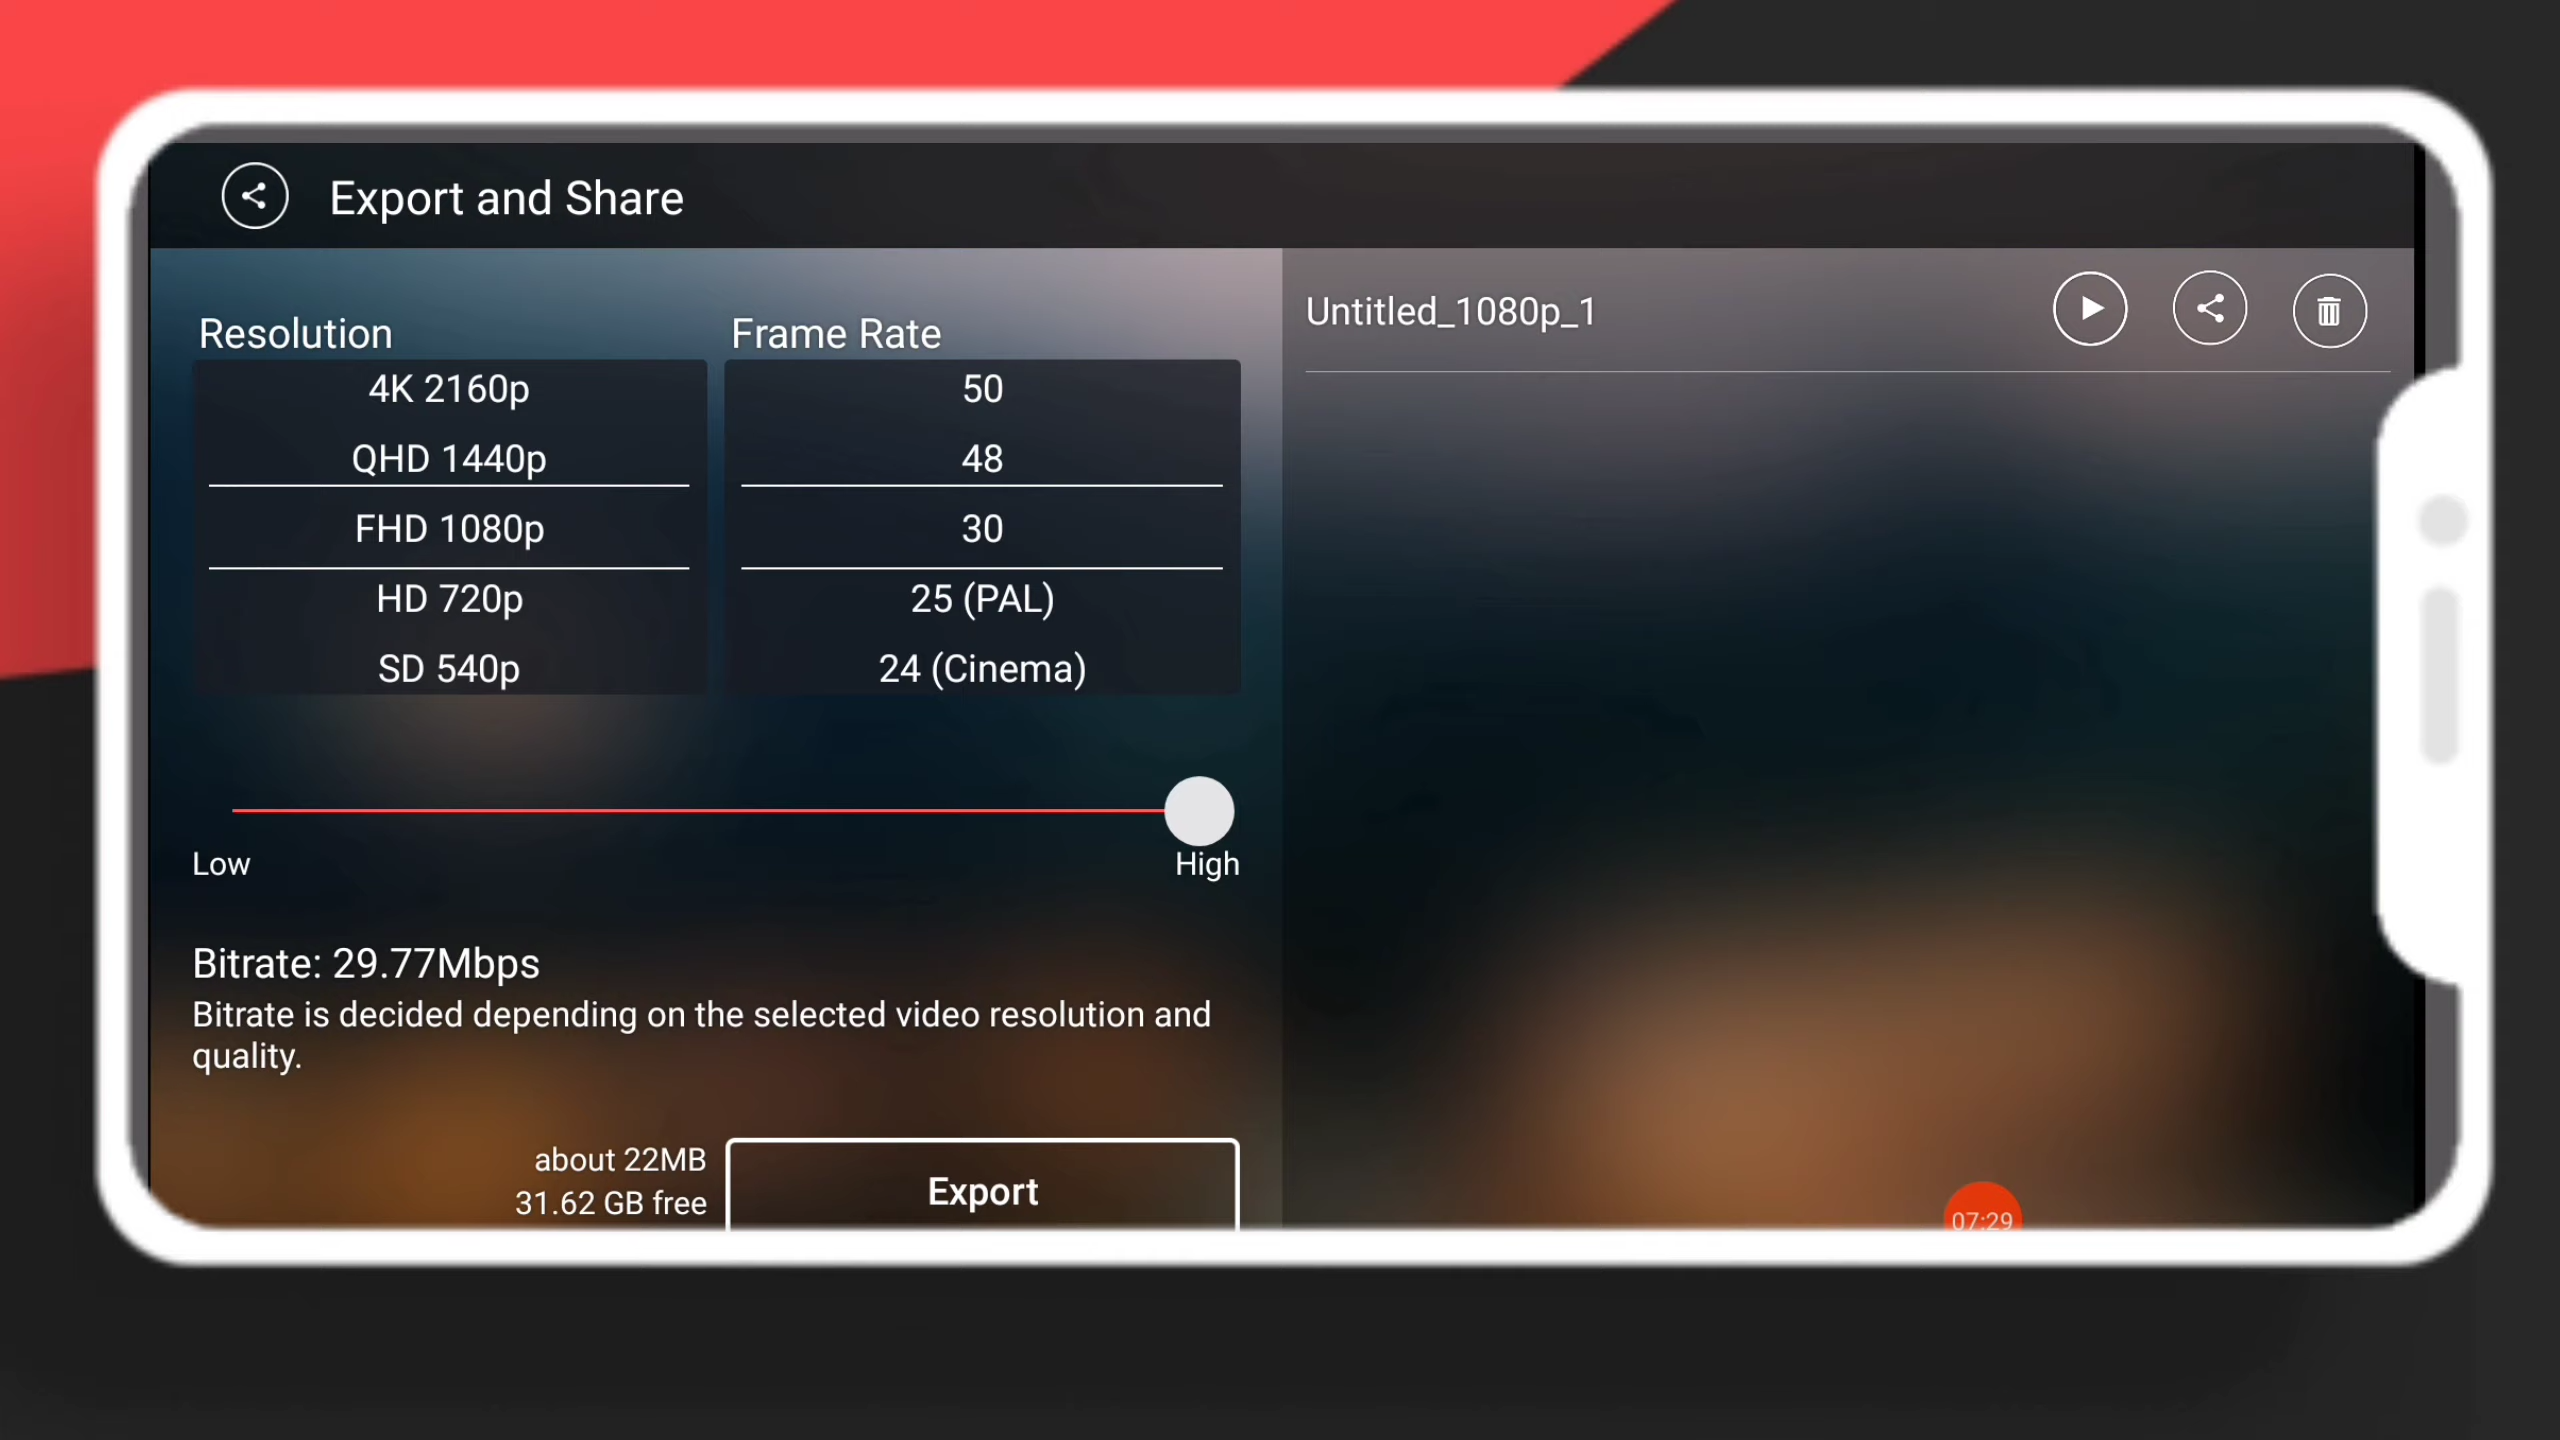 Export and Share
Resolution
4K 2160p
QHD 1440p
FHD 1080p
HD 720p
SD 540p
Frame Rate
50
48
30
25 (PAL)
24 (Cinema)
Low
High
Bitrate: 29.77Mbps
Bitrate is decided depending on the selected video resolution and
quality.
about 22MB
31.62 GB free
Export
Untitled_1080p_1
07:29